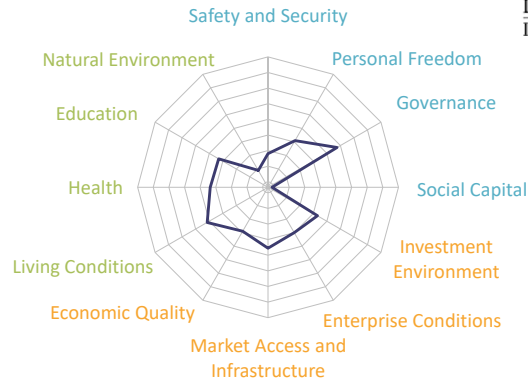 Safety and Security
Natural Environment
Personal Freedom
Education
Governance
Health
Social Capital
Investment
Environment
Living Conditions
Economic Quality
Enterprise Conditions
Market Access and
Infrastructure